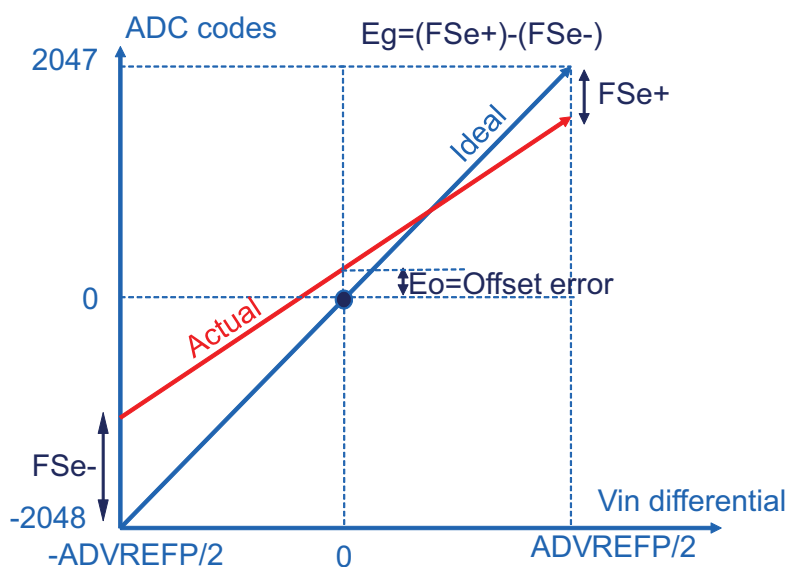 ADC codes
Eg=(FSe+)-(FSe-)
2047
FSe+
Ideal
Eo=Offset error
0
Actual
FSe-
Vin differential
-2048
-ADVREFP/2
0
ADVREFP/2